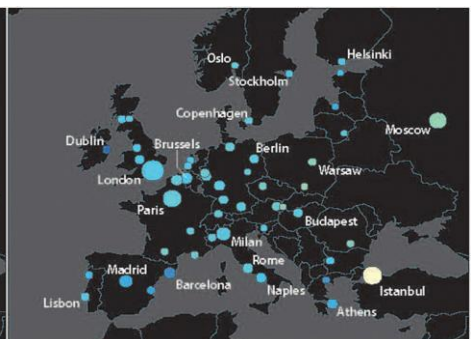 Oslo
Helsinki
Stockholm
Copenhagen
Moscow
Dublin
Brussels
Berlin
London
Warsaw
Paris
Budapest
Milan
Madrid
Rome
Lisbon
Barcelona
Naples
Istanbul
Athens